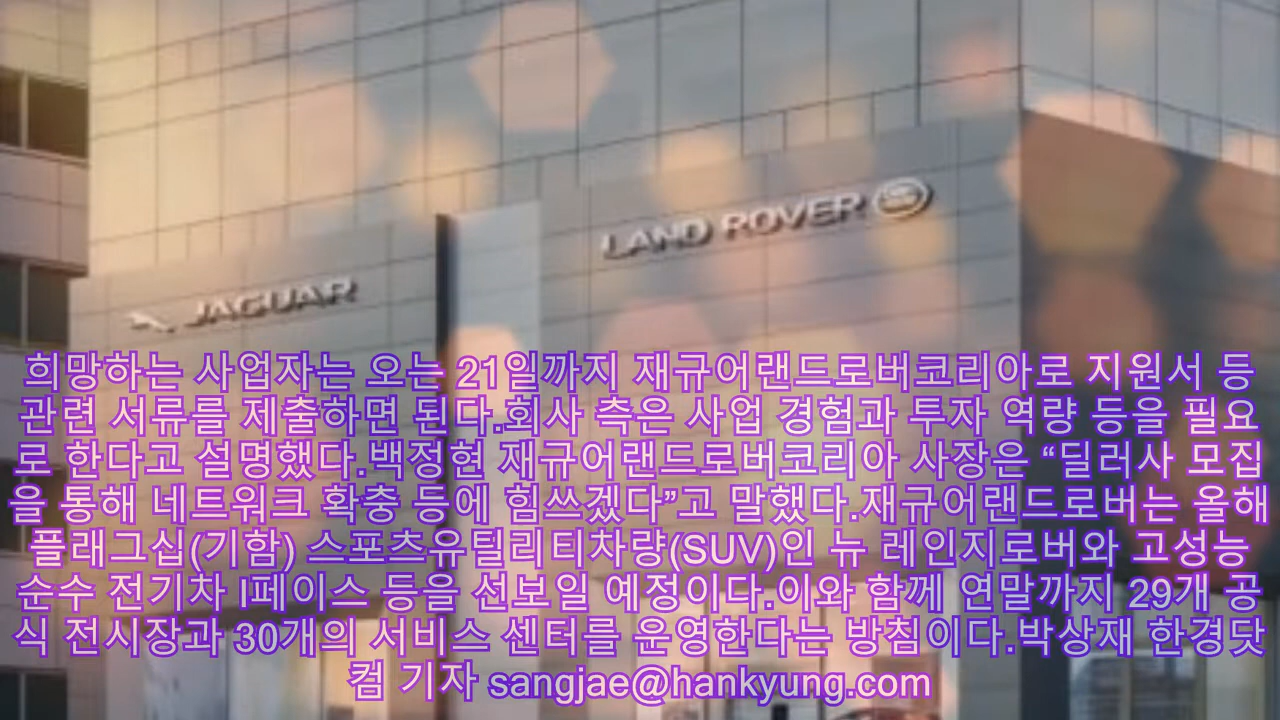 LAND ROVER
JAGUAR
희망하는 사업자는 오는 21일까지 재규어랜드로버코리아로 지원서 등
관련 서류를 제출하면 된다.회사 측은 사업 경험과 투자 역량 등을 필요
로 한다고 설명했다.백정현 재규어랜드로버코리아 사장은 “딜러사 모집
을 통해 네트워크 확충 등에 힘쓰겠다”고 말했다.재규어랜드로버는 올해
플래그십(기함) 스포츠유틸리티차량(SUV)인 뉴 레인지로버와 고성능
순수 전기차 I페이스 등을 선보일 예정이다.이와 함께 연말까지 29개 공
식 전시장과 30개의 서비스 센터를 운영한다는 방침이다.박상재 한경닷
컴 기자 sangjae@hankyung.com